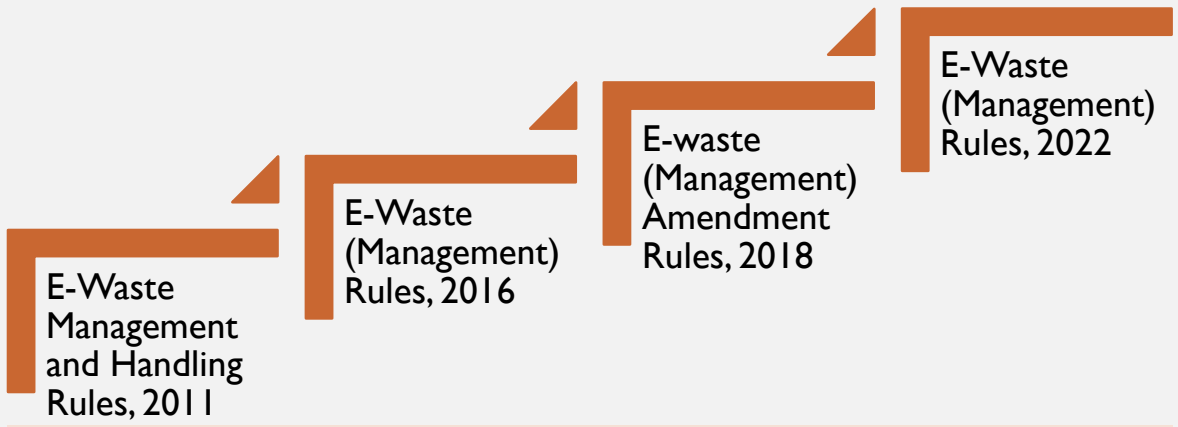 E-Waste
Management
and Handling
Rules, 2011
E-Waste
(Management)
Rules, 2016
E-waste
(Management)
Amendment
Rules, 2018
E-Waste
(Management)
Rules, 2022